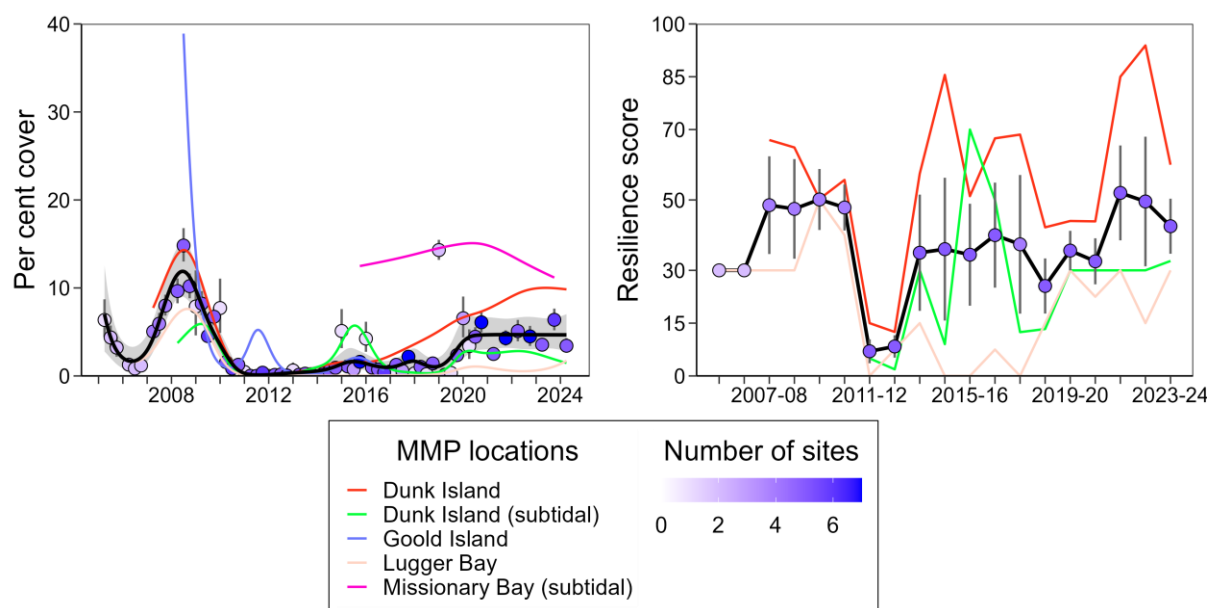 Per cent cover
40
30
20
10
0
2008 2012 2016 2020 2024
Resilience score
100
85
70
50
30
15
0
2007-08 2011-12 2015-16 2019-20 2023-24
MMP locations
Dunk Island
Dunk Island (subtidal)
Goold Island
Lugger Bay
Missionary Bay (subtidal)
Number of sites
0 2 4 6